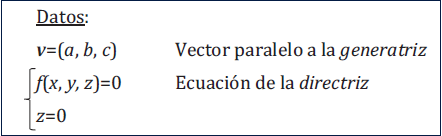 Datos:
v=(a, b, c) Vector paralelo a la generatriz
f(x, y, z)=0 Ecuación de la directriz
z=0